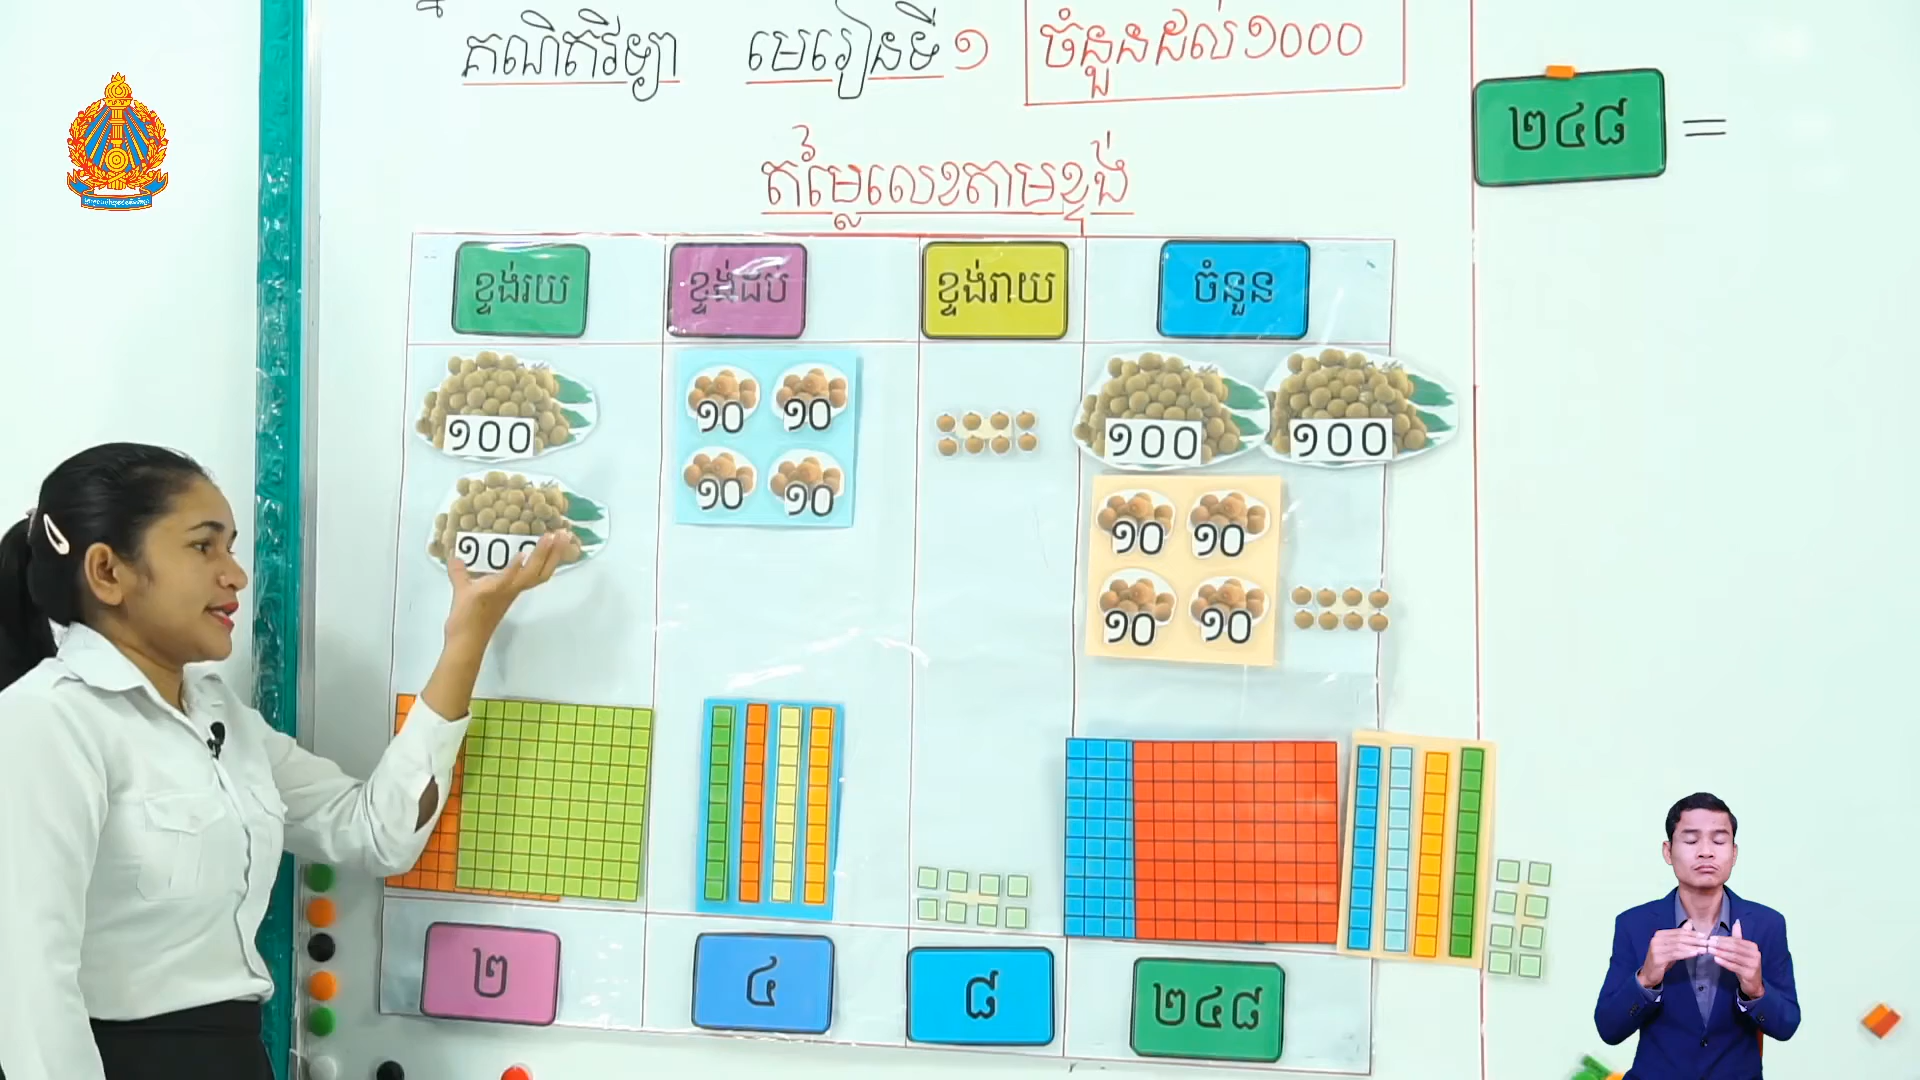 គណិតវិទ្យា មេរៀនទី១ ចំនួនដល់១០០០
តម្លៃលេខតាមខ្ទង់
២៤៨ =
ខ្ទង់រយ ខ្ទង់ដប់ ខ្ទង់រាយ ចំនួន
១០០ ១០ ១០ ១០០ ១០០
១០ ១០
១០០ ១០ ១០
១០ ១០
២ ៤ ៨ ២៤៨